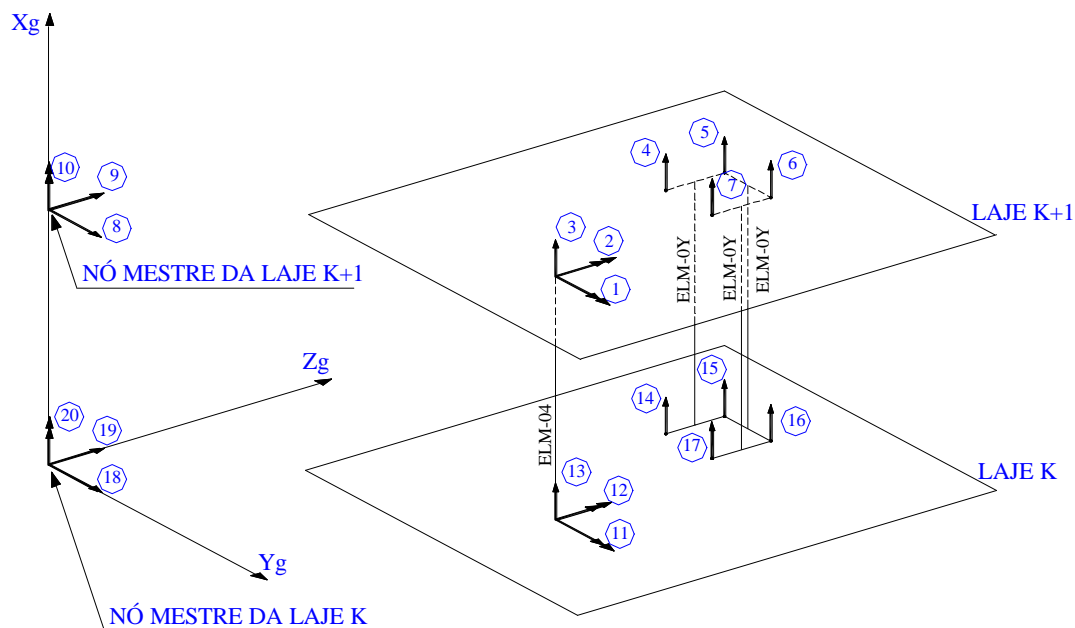 Xg
5
4
6
10
9
7
LAJE K+1
8
3
2
NÓ MESTRE DA LAJE K+1
1
ELM-0Y
ELM-0Y
ELM-0Y
Zg
15
14
20
19
ELM-04
16
17
13
LAJE K
18
12
11
Yg
NÓ MESTRE DA LAJE K